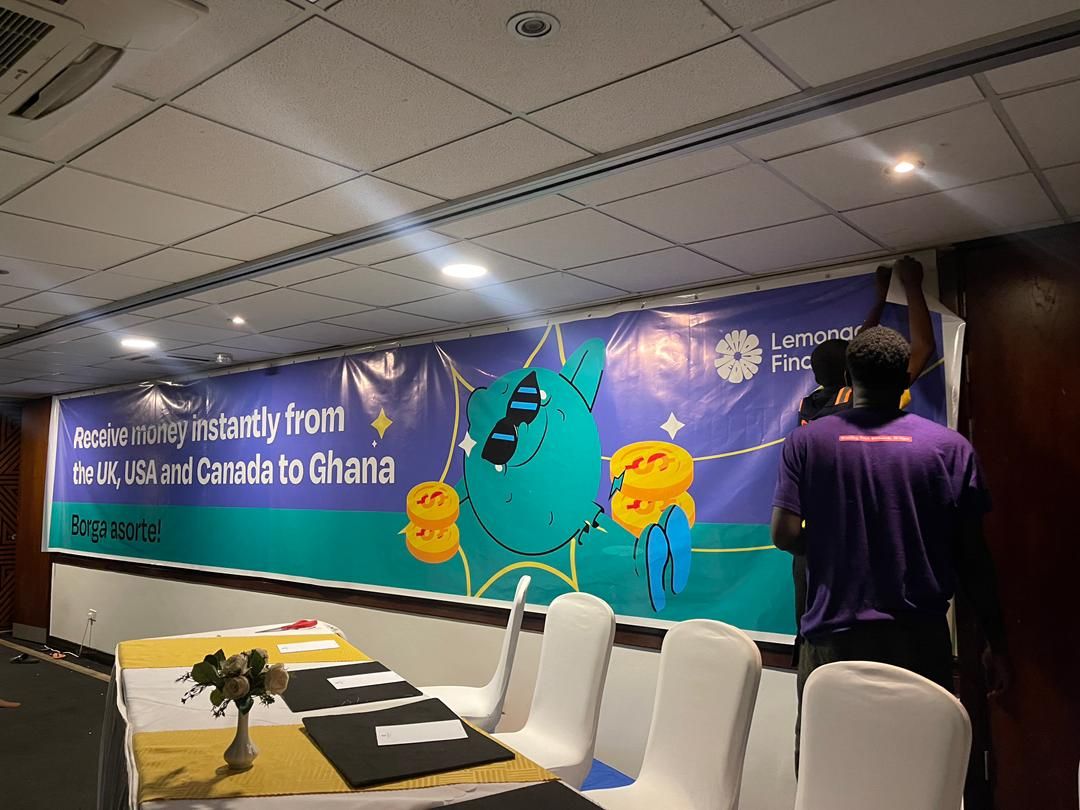 Receive money instantly from
the UK, USA and Canada to Ghana
Borga asorte!